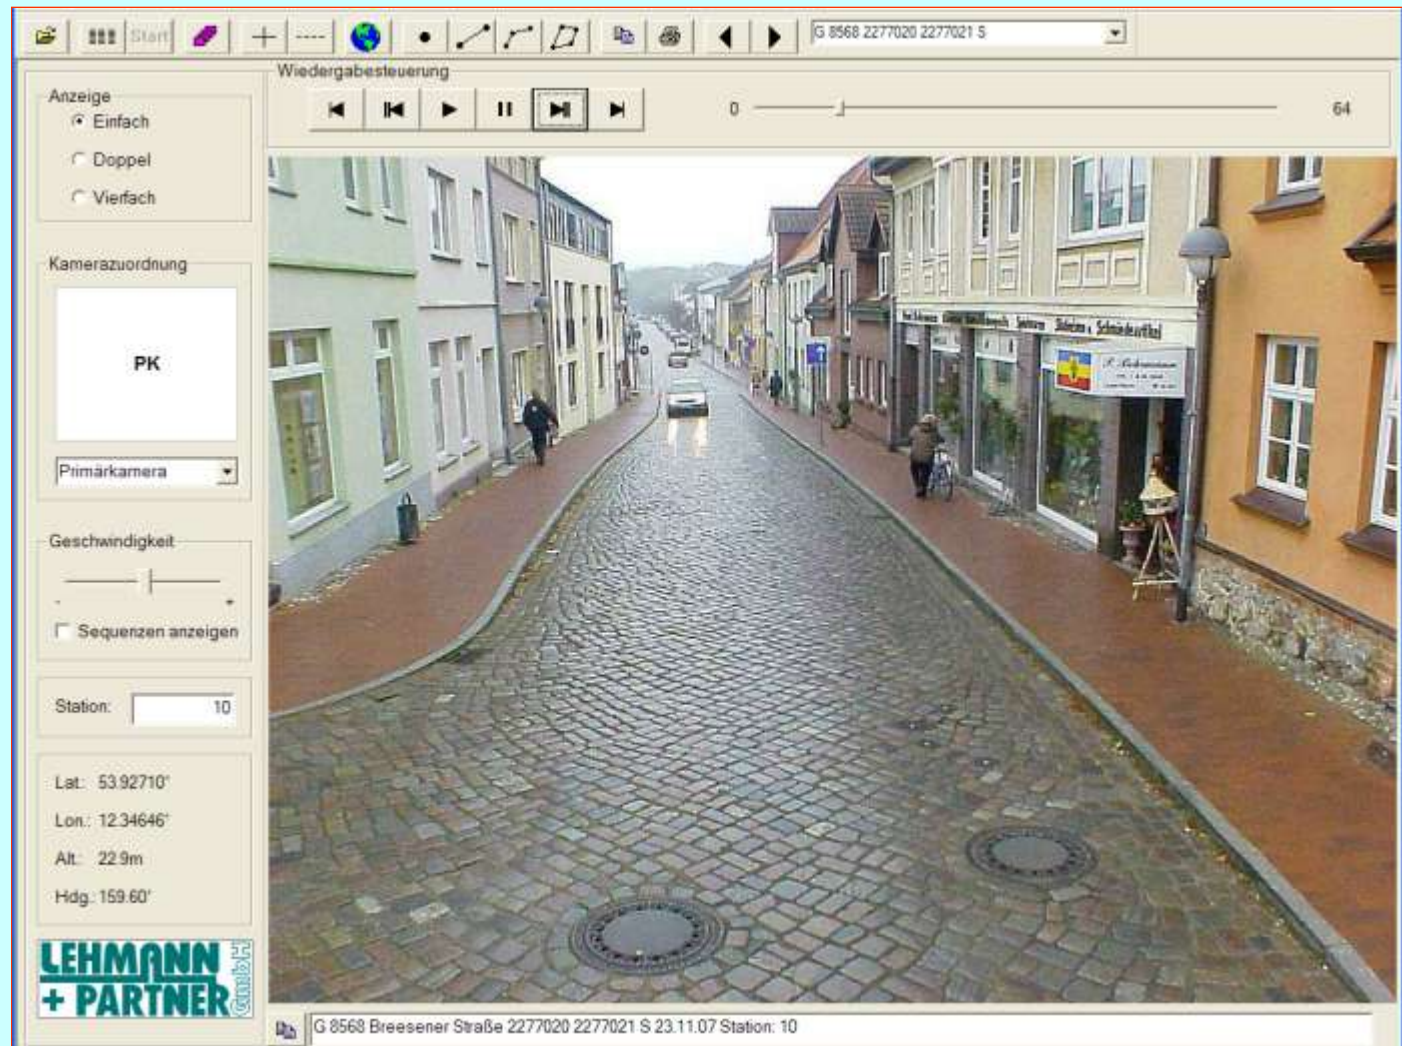 Start
G 8568 2277020 2277021 S
Wiedergabesteuerung
0
64
Anzeige
Einfach
Doppel
Vierfach
Kamerazuordnung
PK
Primärkamera
Geschwindigkeit
-
+
Sequenzen anzeigen
Station: 10
Lat.: 53.92710°
Lon.: 12.34646°
Alt.: 22.9m
Hdg.: 159.60°
LEHMANN
+ PARTNER
GmbH
Schmiedeartikel
G 8568 Breesener Straße 2277020 2277021 S 23.11.07 Station: 10